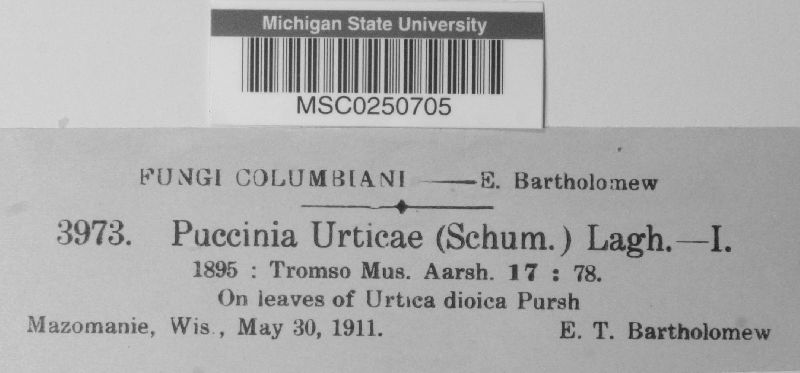 Michigan State University
MSC0250705
FUNGI COLUMBIANI —— E. Bartholomew
3973. Puccinia Urticae (Schum.) Lagh.—I.
1895 : Tromso Mus. Aarsh. 17 : 78.
On leaves of Urtica dioica Pursh
Mazomanie, Wis., May 30, 1911. E. T. Bartholomew